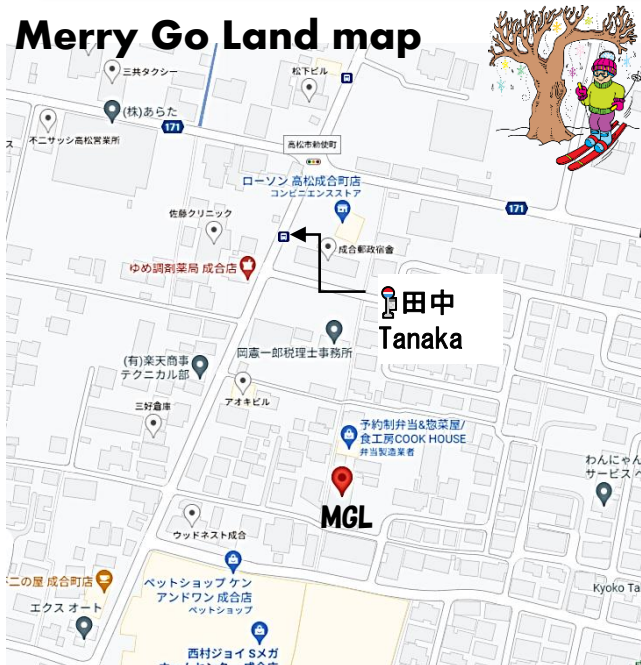 Merry Go Land map
三共タクシー
松下ビル
(株)あらた
171
不二サッシ高松営業所
高松市勅使町
ローソン 高松成合町店
コンビニエンスストア
佐藤クリニック
171
成合郵政宿舎
ゆめ調剤薬局 成合店
田中
Tanaka
岡憲一郎税理士事務所
(有)楽天商事
テクニカル部
アオキビル
三好倉庫
予約制弁当&惣菜屋/
食工房COOK HOUSE
弁当製造業者
わんにゃん
サービス
MGL
ウッドネスト成合
ペットショップ ケン
アンドワン 成合店
ペットショップ
二の屋 成合町店
エクス オート
Kyoko Ta
西村ジョイ Sメガ